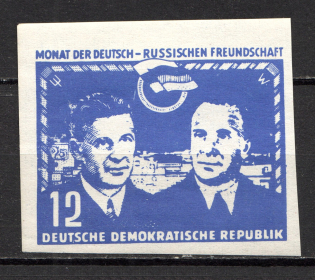 MONAT DER DEUTSCH – RUSSISCHEN FREUNDSCHAFT
12
DEUTSCHE DEMOKRATISCHE REPUBLIK